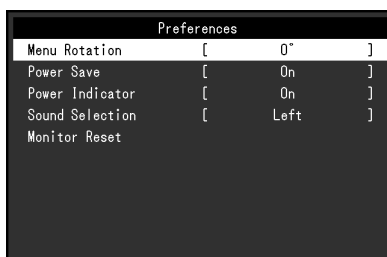 Preferences
Menu Rotation [ 0° ]
Power Save [ On ]
Power Indicator [ On ]
Sound Selection [ Left ]
Monitor Reset